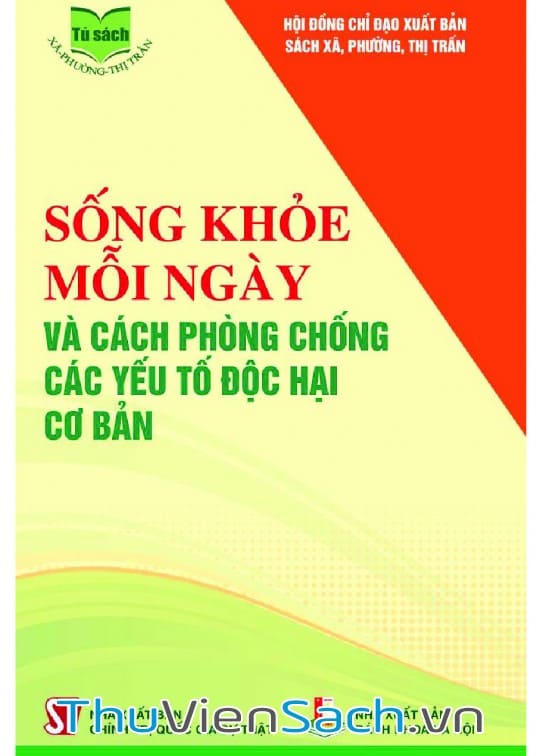 Tủ sách
XÃ-PHƯỜNG-THỊ TRẤN
HỘI ĐỒNG CHỈ ĐẠO XUẤT BẢN
SÁCH XÃ, PHƯỜNG, THỊ TRẤN
SỐNG KHỎE
MỖI NGÀY
VÀ CÁCH PHÒNG CHỐNG
CÁC YẾU TỐ ĐỘC HẠI
CƠ BẢN
ThuVienSach.vn
ST